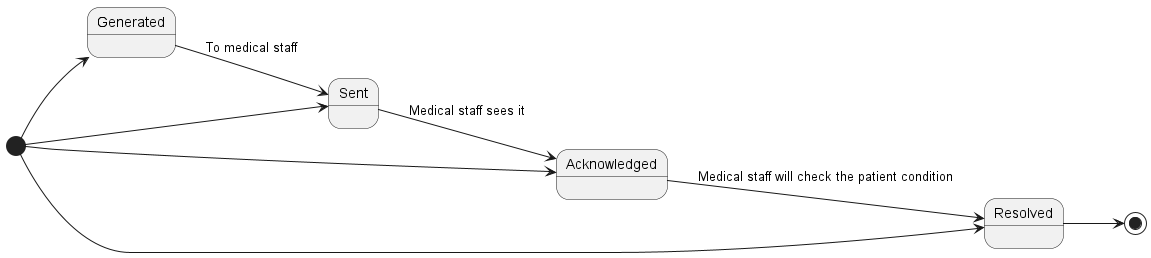 Generated
To medical staff
Sent
Medical staff sees it
Acknowledged
Medical staff will check the patient condition
Resolved